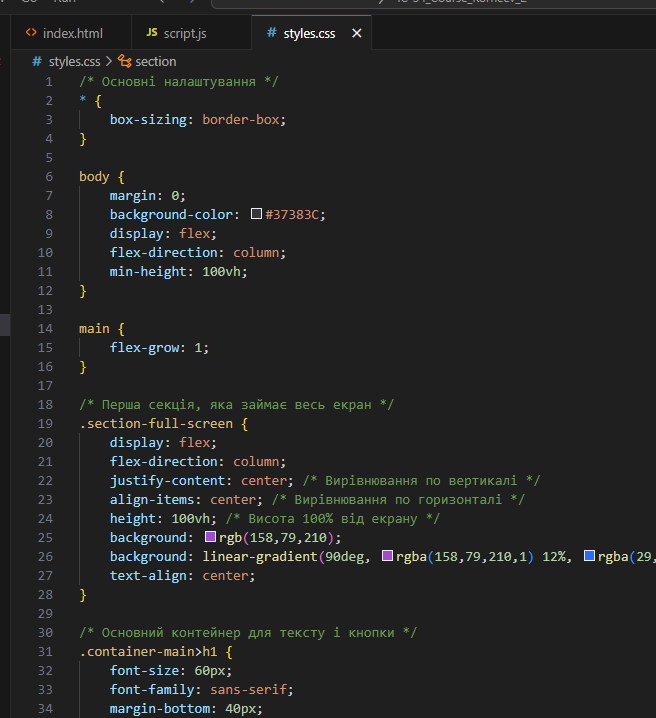 index.html
JS script.js
# styles.css
# styles.css > section
1 /* Основні налаштування */
2 * {
3 box-sizing: border-box;
4 }
5
6 body {
7 margin: 0;
8 background-color: #37383C;
9 display: flex;
10 flex-direction: column;
11 min-height: 100vh;
12 }
13
14 main {
15 flex-grow: 1;
16 }
17
18 /* Перша секція, яка займає весь екран */
19 .section-full-screen {
20 display: flex;
21 flex-direction: column;
22 justify-content: center; /* Вирівнювання по вертикалі */
23 align-items: center; /* Вирівнювання по горизонталі */
24 height: 100vh; /* Висота 100% від екрану */
25 background: rgb(158,79,210);
26 background: linear-gradient(90deg, rgba(158,79,210,1) 12%, rgba(29,
27 text-align: center;
28 }
29
30 /* Основний контейнер для тексту і кнопки */
31 .container-main>h1 {
32 font-size: 60px;
33 font-family: sans-serif;
34 margin-bottom: 40px;